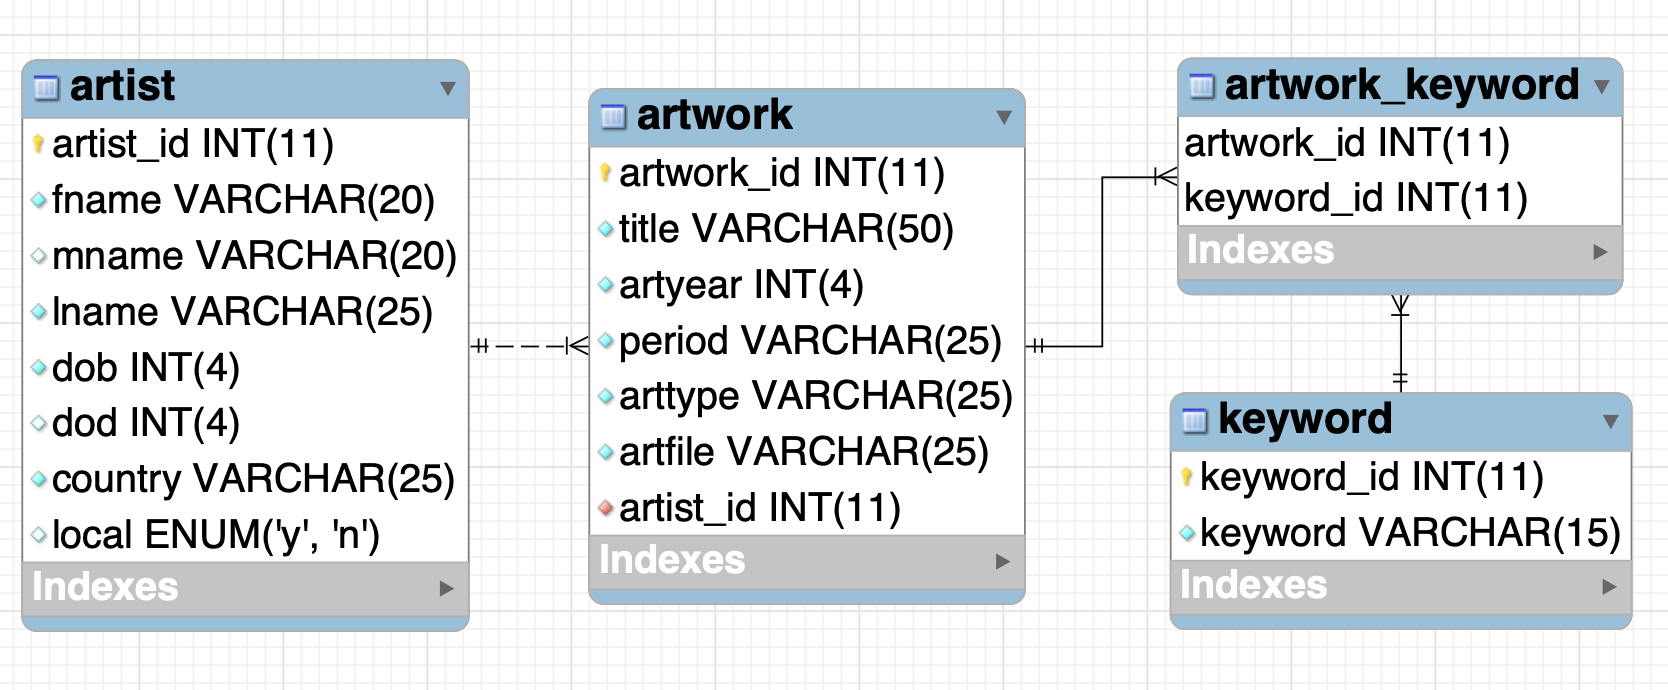 artist
artist_id INT(11)
fname VARCHAR(20)
mname VARCHAR(20)
lname VARCHAR(25)
dob INT(4)
dod INT(4)
country VARCHAR(25)
local ENUM('y', 'n')
Indexes
artwork
artwork_id INT(11)
title VARCHAR(50)
artyear INT(4)
period VARCHAR(25)
arttype VARCHAR(25)
artfile VARCHAR(25)
artist_id INT(11)
Indexes
artwork_keyword
artwork_id INT(11)
keyword_id INT(11)
Indexes
keyword
keyword_id INT(11)
keyword VARCHAR(15)
Indexes